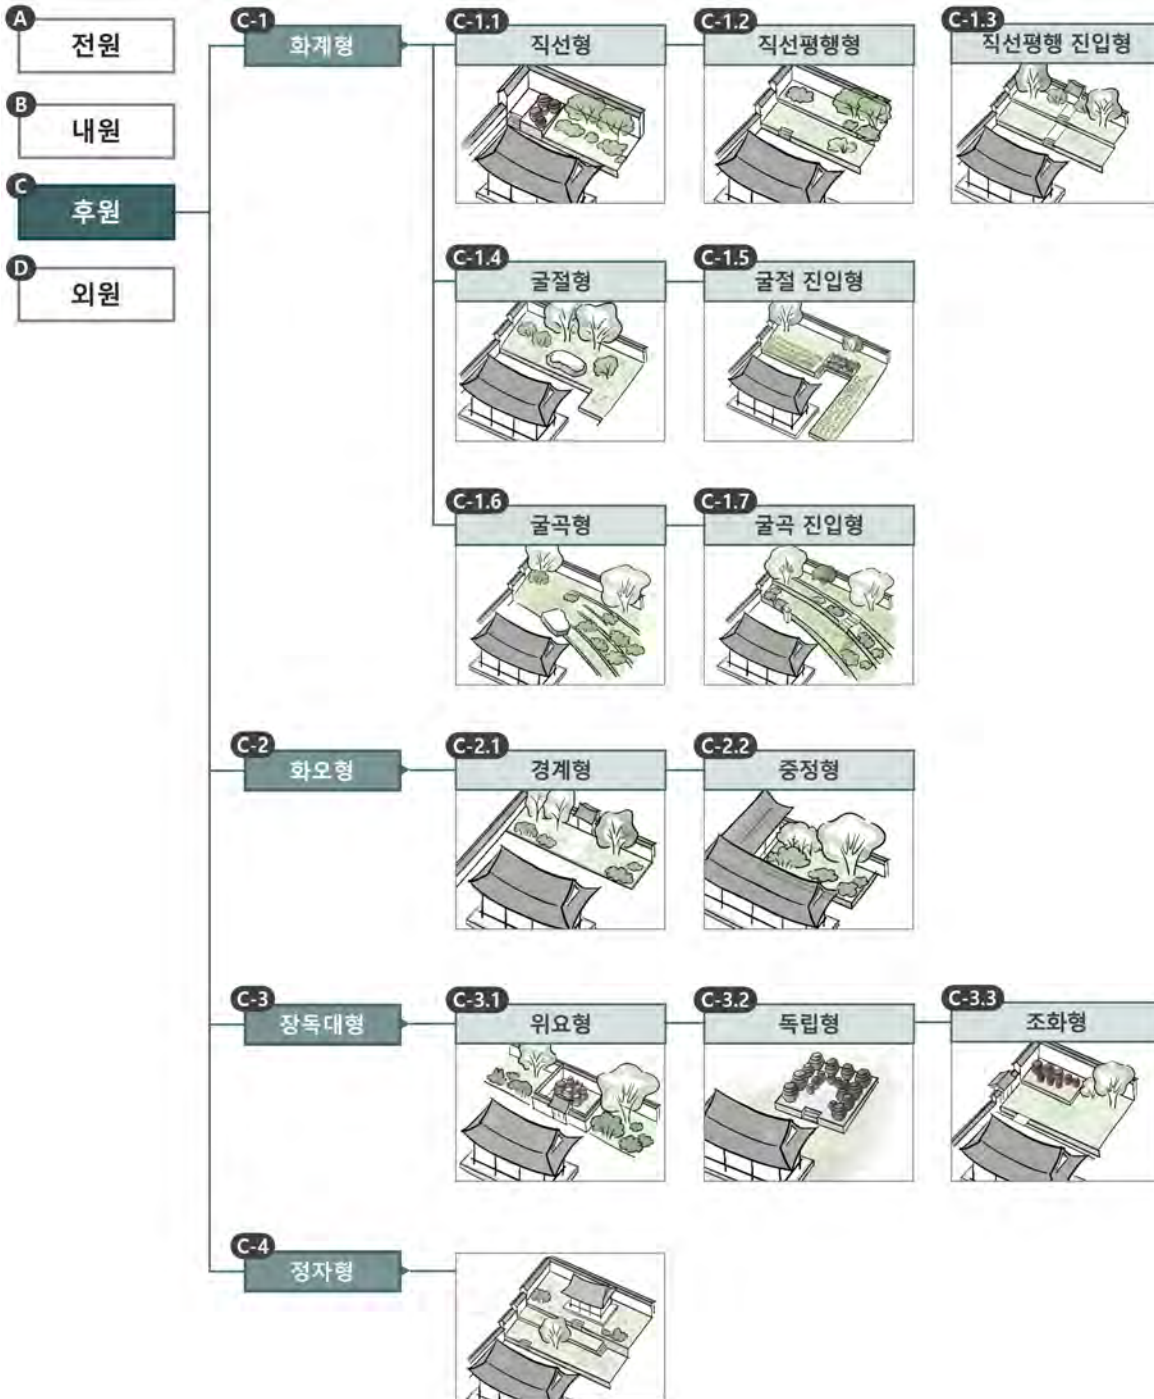 A
전원
B
내원
C
후원
D
외원
C-1
화계형
C-1.1
직선형
C-1.2
직선평행형
C-1.3
직선평행 진입형
C-1.4
굴절형
C-1.5
굴절 진입형
C-1.6
굴곡형
C-1.7
굴곡 진입형
C-2
화오형
C-2.1
경계형
C-2.2
중정형
C-3
장독대형
C-3.1
위요형
C-3.2
독립형
C-3.3
조화형
C-4
정자형